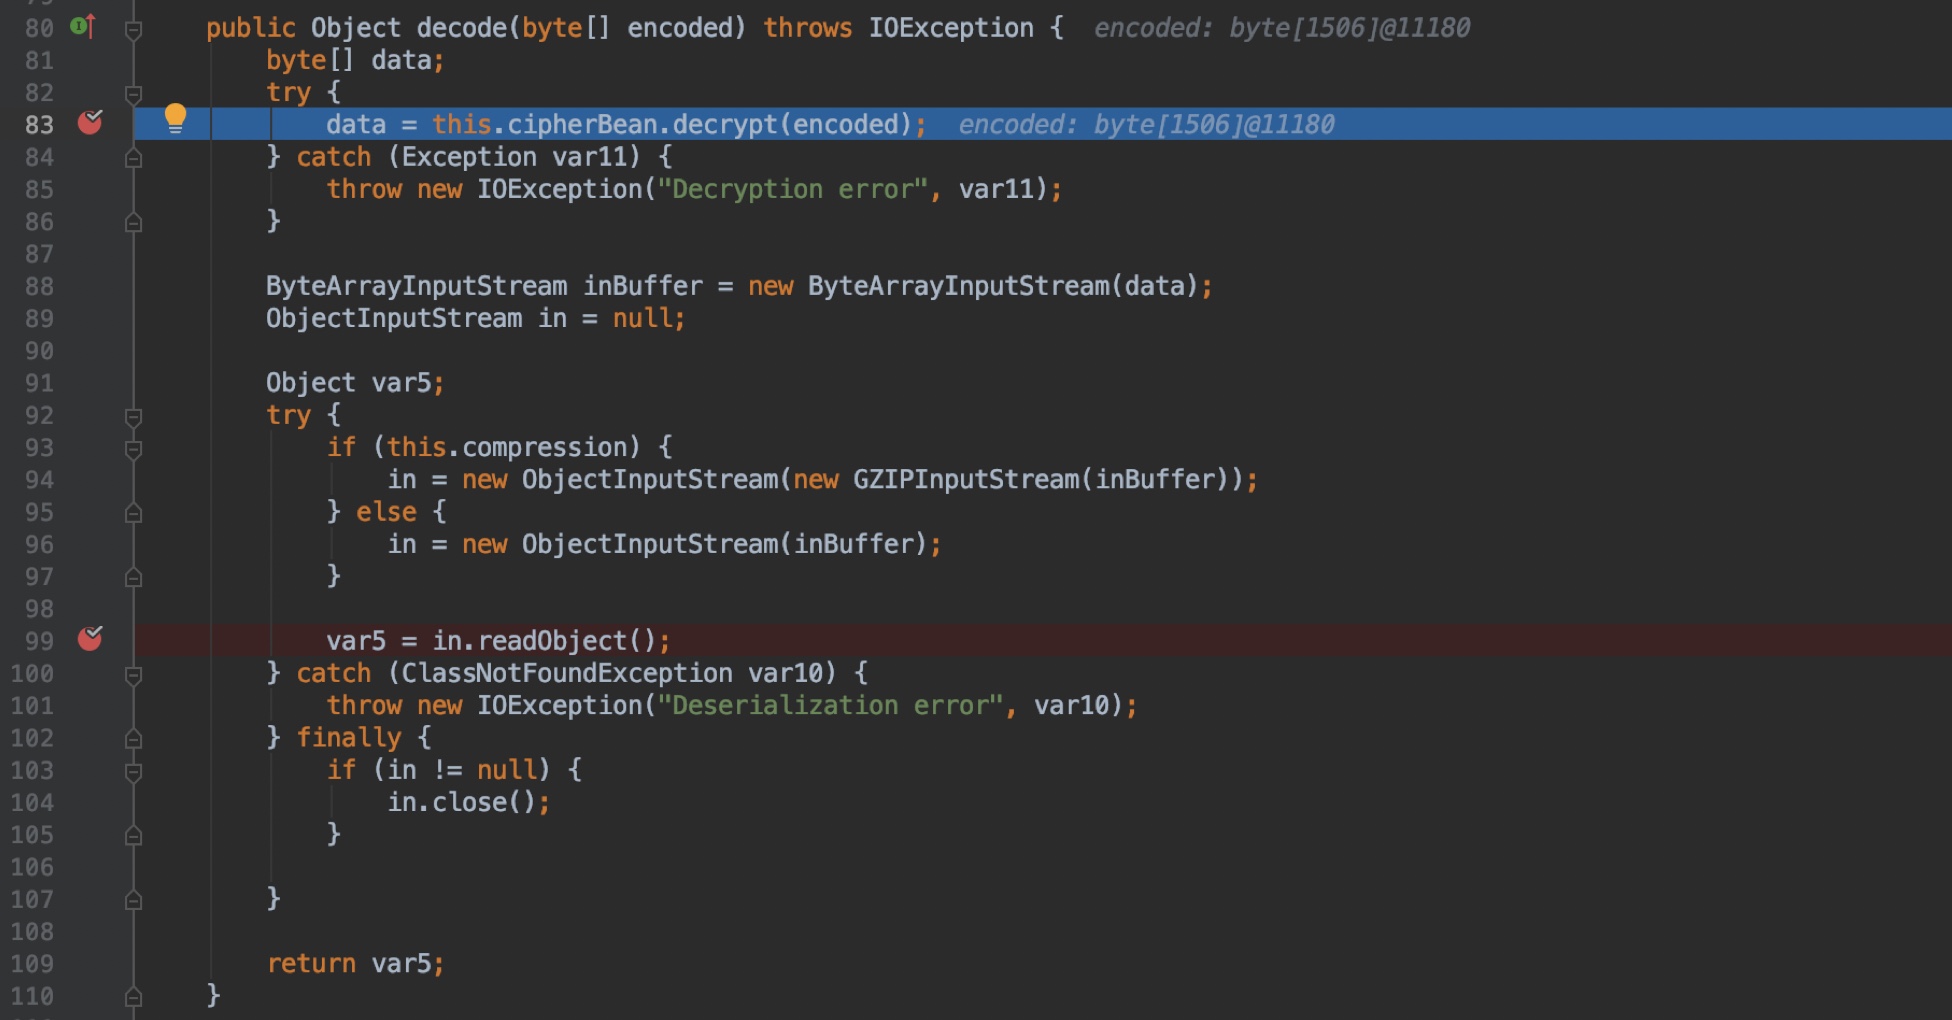 80 public Object decode(byte[] encoded) throws IOException { encoded: byte[1506]@11180
81 byte[] data;
82 try {
83 data = this.cipherBean.decrypt(encoded); encoded: byte[1506]@11180
84 } catch (Exception var11) {
85 throw new IOException("Decryption error", var11);
86 }
87
88 ByteArrayInputStream inBuffer = new ByteArrayInputStream(data);
89 ObjectInputStream in = null;
90
91 Object var5;
92 try {
93 if (this.compression) {
94 in = new ObjectInputStream(new GZIPInputStream(inBuffer));
95 } else {
96 in = new ObjectInputStream(inBuffer);
97 }
98
99 var5 = in.readObject();
100 } catch (ClassNotFoundException var10) {
101 throw new IOException("Deserialization error", var10);
102 } finally {
103 if (in != null) {
104 in.close();
105 }
106
107 }
108
109 return var5;
110 }